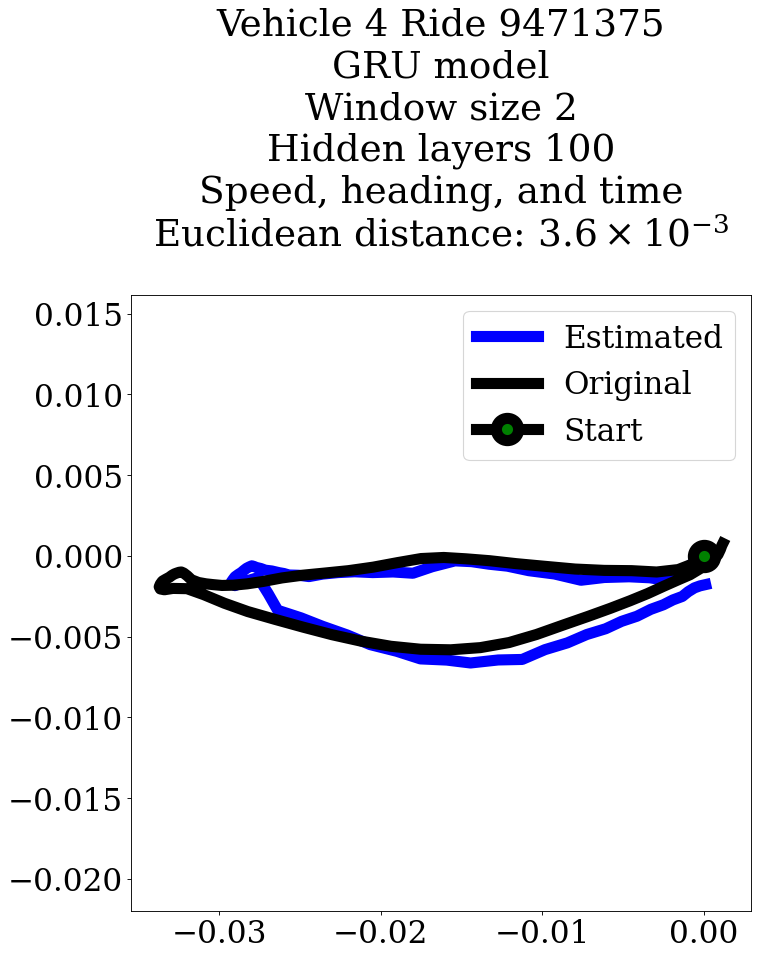 Vehicle 4 Ride 9471375
GRU model
Window size 2
Hidden layers 100
Speed, heading, and time
Euclidean distance: 3.6 × 10⁻³
Estimated
Original
Start
0.015
0.010
0.005
0.000
−0.005
−0.010
−0.015
−0.020
−0.03 −0.02 −0.01 0.00